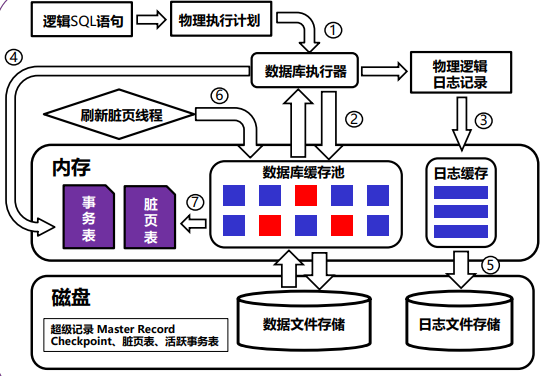 逻辑SQL语句
物理执行计划
①
④
数据库执行器
物理逻辑
日志记录
⑥
刷新脏页线程
②
③
内存
数据库缓存池
日志缓存
事务表
脏页表
⑦
⑤
磁盘
数据文件存储
日志文件存储
超级记录 Master Record
Checkpoint、脏页表、活跃事务表